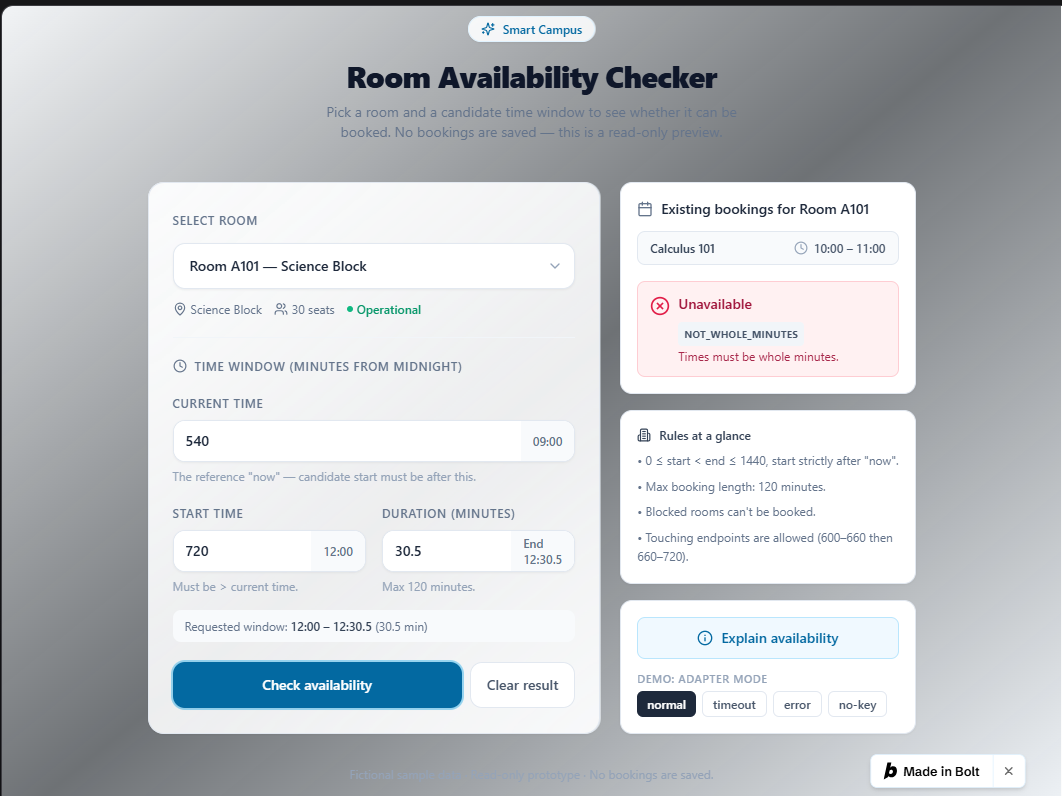 Smart Campus
Room Availability Checker
Pick a room and a candidate time window to see whether it can be
booked. No bookings are saved — this is a read-only preview.
SELECT ROOM
Room A101 — Science Block
Science Block 30 seats Operational
TIME WINDOW (MINUTES FROM MIDNIGHT)
CURRENT TIME
540 09:00
The reference "now" — candidate start must be after this.
START TIME
720 12:00
Must be > current time.
DURATION (MINUTES)
30.5 End
12:30.5
Max 120 minutes.
Requested window: 12:00 – 12:30.5 (30.5 min)
Check availability
Clear result
Existing bookings for Room A101
Calculus 101 10:00 – 11:00
Unavailable
NOT_WHOLE_MINUTES
Times must be whole minutes.
Rules at a glance
• 0 ≤ start < end ≤ 1440, start strictly after "now".
• Max booking length: 120 minutes.
• Blocked rooms can't be booked.
• Touching endpoints are allowed (600–660 then
660–720).
Explain availability
DEMO: ADAPTER MODE
normal timeout error no-key
prototype · No bookings are saved.
Made in Bolt